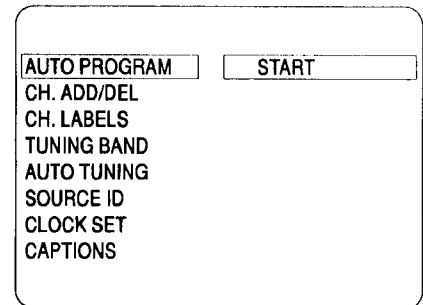 AUTO PROGRAM START
CH. ADD/DEL
CH. LABELS
TUNING BAND
AUTO TUNING
SOURCE ID
CLOCK SET
CAPTIONS